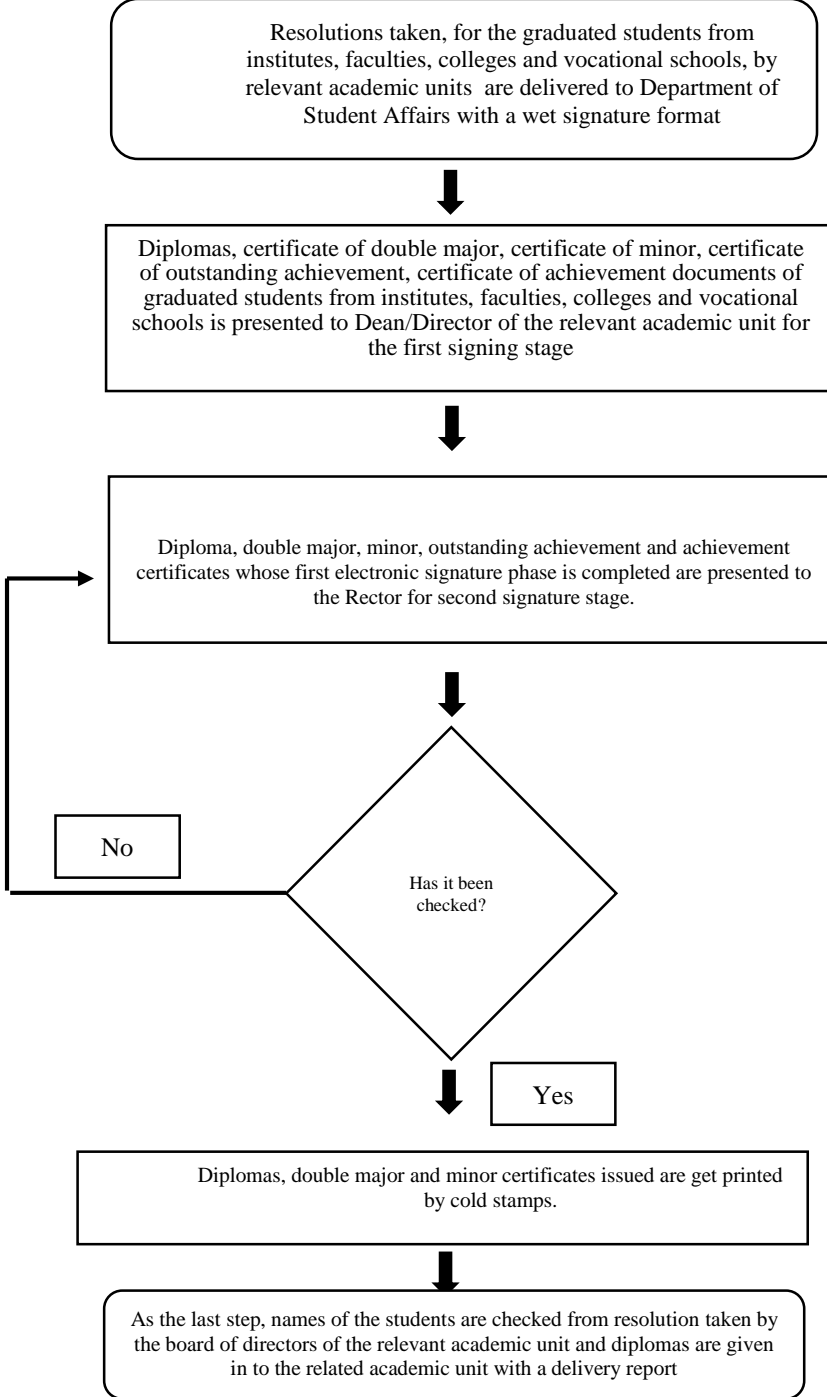 Resolutions taken, for the graduated students from
institutes, faculties, colleges and vocational schools, by
relevant academic units are delivered to Department of
Student Affairs with a wet signature format
Diplomas, certificate of double major, certificate of minor, certificate
of outstanding achievement, certificate of achievement documents of
graduated students from institutes, faculties, colleges and vocational
schools is presented to Dean/Director of the relevant academic unit for
the first signing stage
Diploma, double major, minor, outstanding achievement and achievement
certificates whose first electronic signature phase is completed are presented to
the Rector for second signature stage.
No
Has it been
checked?
Yes
Diplomas, double major and minor certificates issued are get printed
by cold stamps.
As the last step, names of the students are checked from resolution taken by
the board of directors of the relevant academic unit and diplomas are given
in to the related academic unit with a delivery report